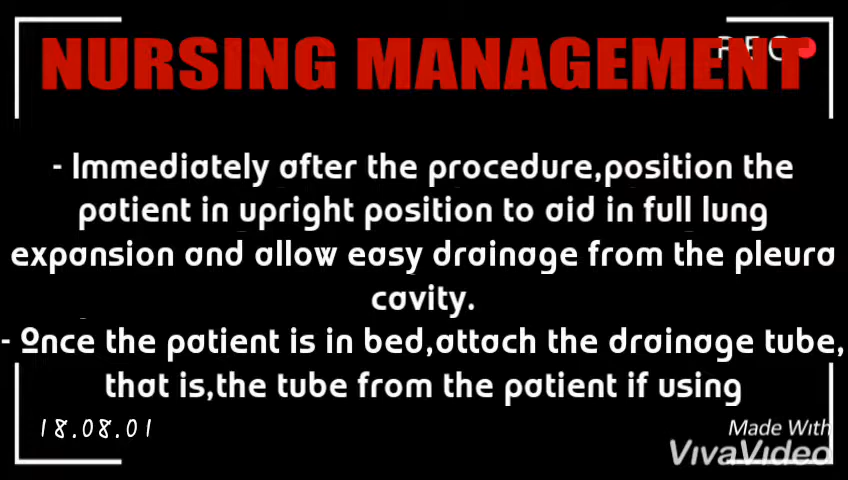 REC
NURSING MANAGEMENT
- Immediately after the procedure,position the
patient in upright position to aid in full lung
expansion and allow easy drainage from the pleura
cavity.
- Once the patient is in bed,attach the drainage tube,
that is,the tube from the patient if using
18.08.01
Made With
VivaVideo